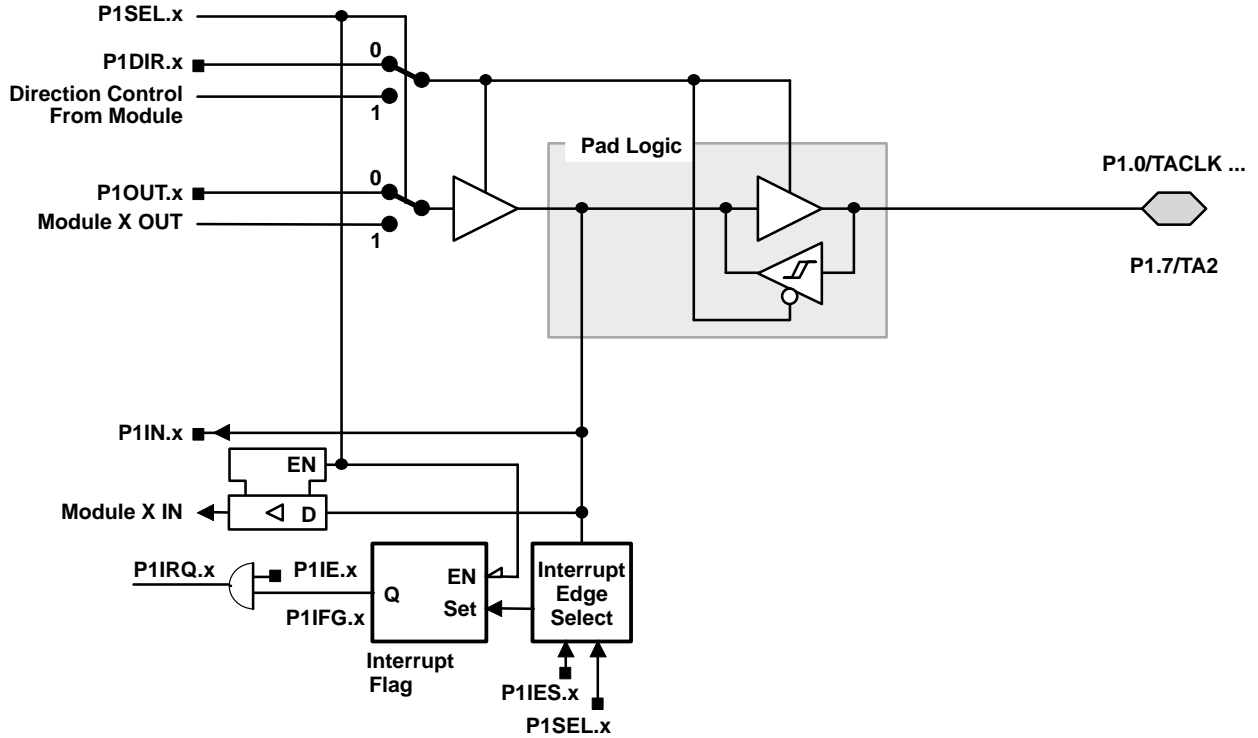 P1SEL.x
P1DIR.x
0
Direction Control
From Module
1
Pad Logic
P1.0/TACLK ...
P1OUT.x
0
Module X OUT
1
P1.7/TA2
P1IN.x
EN
Module X IN
D
P1IRQ.x
P1IE.x
P1IFG.x
Q
EN
Set
Interrupt
Edge
Select
Interrupt
Flag
P1IES.x
P1SEL.x